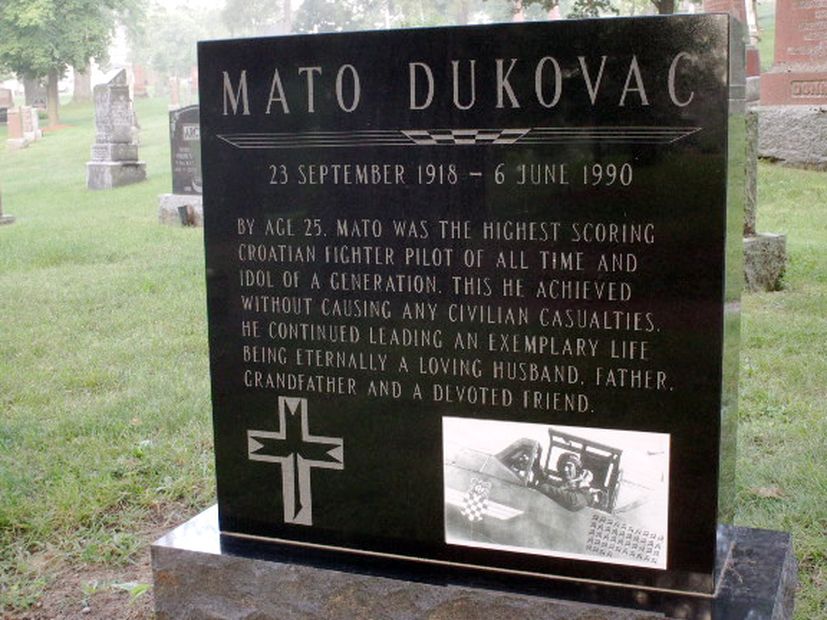 MATO DUKOVAC
23 SEPTEMBER 1918 – 6 JUNE 1990
BY AGE 25, MATO WAS THE HIGHEST SCORING
CROATIAN FIGHTER PILOT OF ALL TIME AND
IDOL OF A GENERATION. THIS HE ACHIEVED
WITHOUT CAUSING ANY CIVILIAN CASUALTIES.
HE CONTINUED LEADING AN EXEMPLARY LIFE
BEING ETERNALLY A LOVING HUSBAND, FATHER,
GRANDFATHER AND A DEVOTED FRIEND.